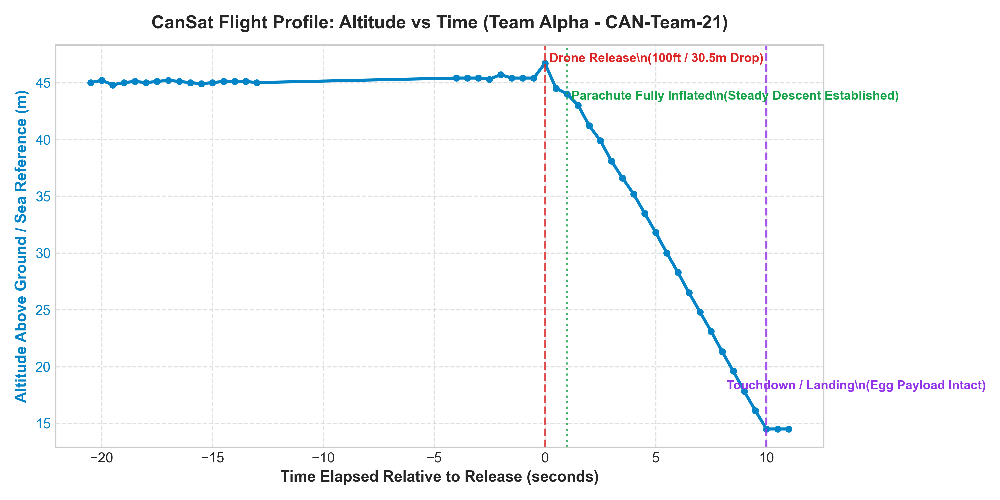 CanSat Flight Profile: Altitude vs Time (Team Alpha - CAN-Team-21)
Altitude Above Ground / Sea Reference (m)
45
40
35
30
25
20
15
Drone Release\n(100ft / 30.5m Drop)
Parachute Fully Inflated\n(Steady Descent Established)
Touchdown / Landing\n(Egg Payload Intact)
−20
−15
−10
−5
0
5
10
Time Elapsed Relative to Release (seconds)